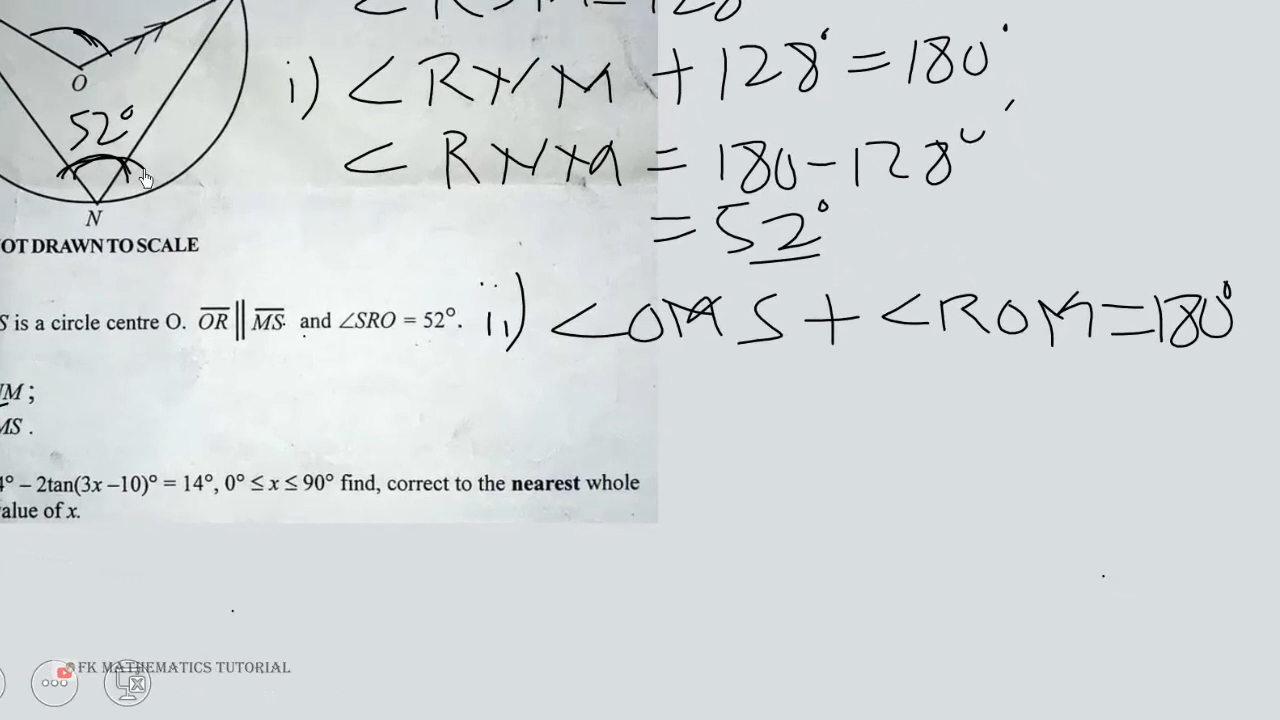 i) <RNM + 128° = 180°
O
52°
<RNM = 180 - 128°
= 52°
N
OT DRAWN TO SCALE
S is a circle centre O. OR || MS and ∠SRO = 52°.
ii) <OMS + <ROM = 180°
M ;
MS .
4° – 2tan(3x –10)° = 14°, 0° ≤ x ≤ 90° find, correct to the nearest whole
alue of x.
FK MATHEMATICS TUTORIAL